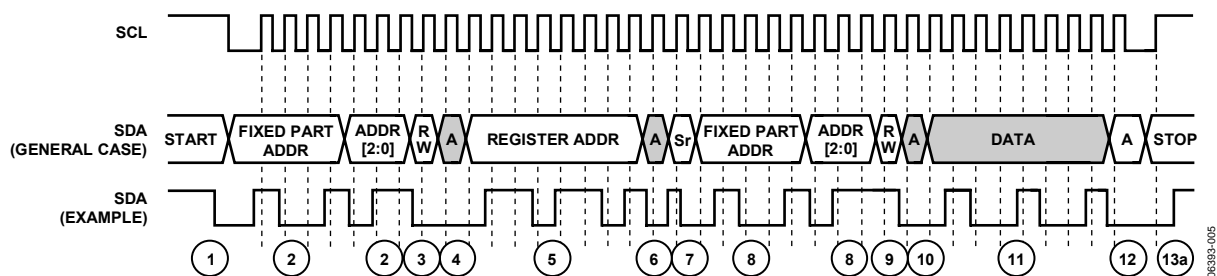 SCL
SDA
(GENERAL CASE)
START
FIXED PART
ADDR
ADDR
[2:0]
R
W
A
REGISTER ADDR
A
Sr
FIXED PART
ADDR
ADDR
[2:0]
R
W
A
DATA
A
STOP
SDA
(EXAMPLE)
1
2
2
3
4
5
6
7
8
8
9
10
11
12
13a
06393-005